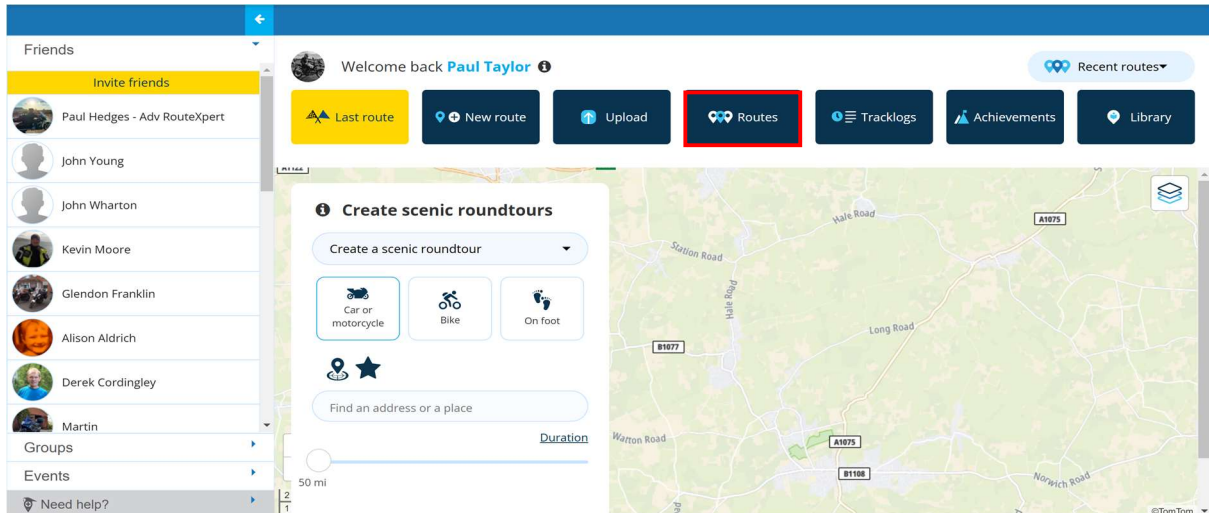 Friends
Invite friends
Paul Hedges - Adv RouteXpert
John Young
John Wharton
Kevin Moore
Glendon Franklin
Alison Aldrich
Derek Cordingley
Martin
Groups
Events
Need help?
Welcome back Paul Taylor
Recent routes
Last route
New route
Upload
Routes
Tracklogs
Achievements
Library
Create scenic roundtours
Create a scenic roundtour
Car or
motorcycle
Bike
On foot
Find an address or a place
Duration
50 mi
2
1
A1122
Hale Road
A1075
Station Road
Hale Road
Long Road
B1077
Watton Road
A1075
B1108
Norwich Road
©TomTom